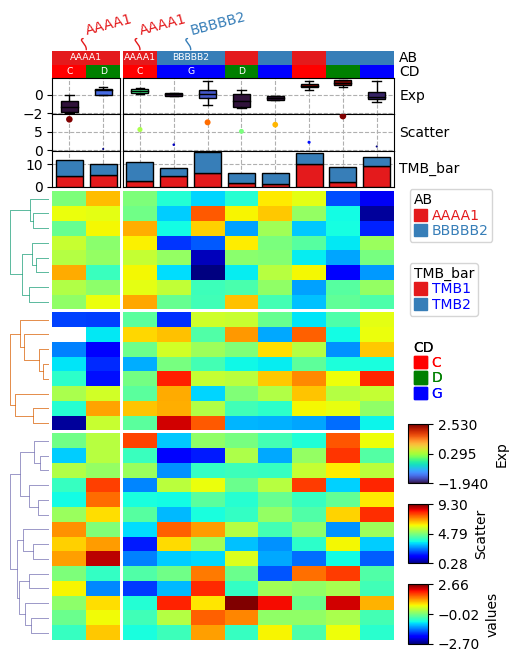 AAAA1 AAAA1 BBBBB2
AAAA1 AAAA1 BBBBB2 AB
C D C G D CD
0 Exp
−2
5 Scatter
0
10 TMB_bar
0
AB
AAAA1
BBBBB2
TMB_bar
TMB1
TMB2
CD
C
D
G
2.530
0.295
−1.940
Exp
9.30
4.79
0.28
Scatter
2.66
−0.02
−2.70
values